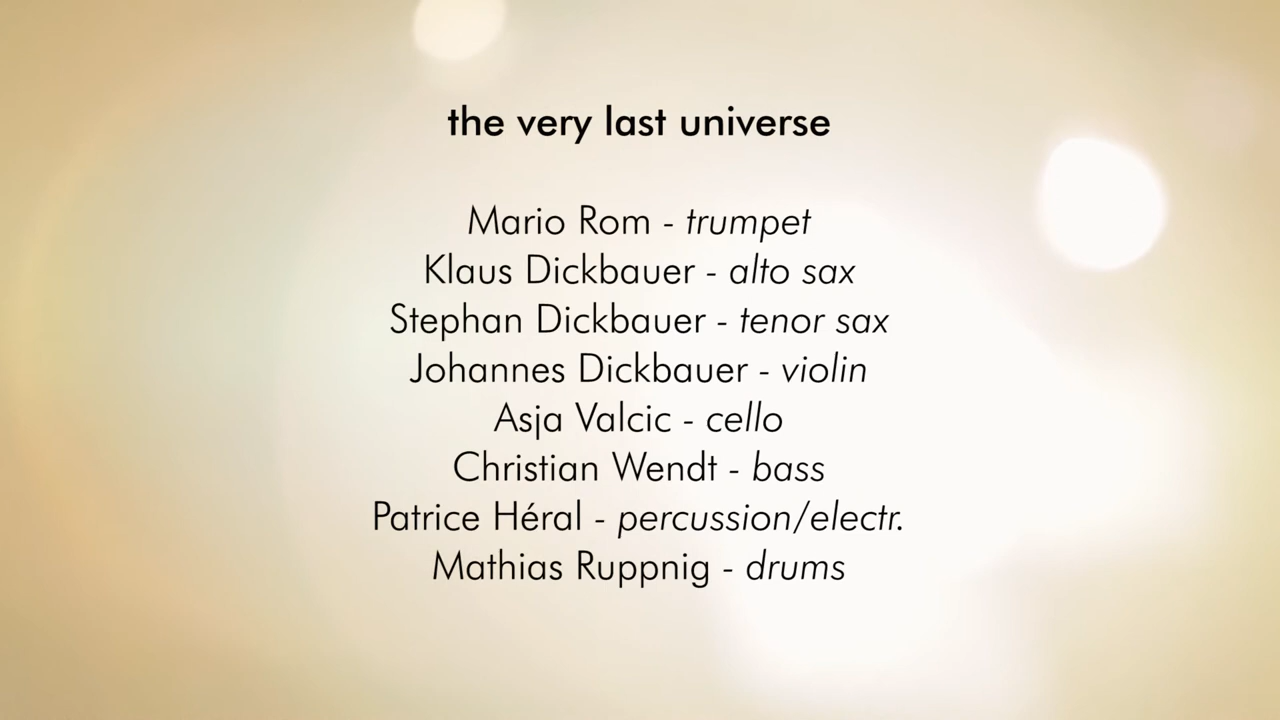 the very last universe
Mario Rom - trumpet
Klaus Dickbauer - alto sax
Stephan Dickbauer - tenor sax
Johannes Dickbauer - violin
Asja Valcic - cello
Christian Wendt - bass
Patrice Héral - percussion/electr.
Mathias Ruppnig - drums